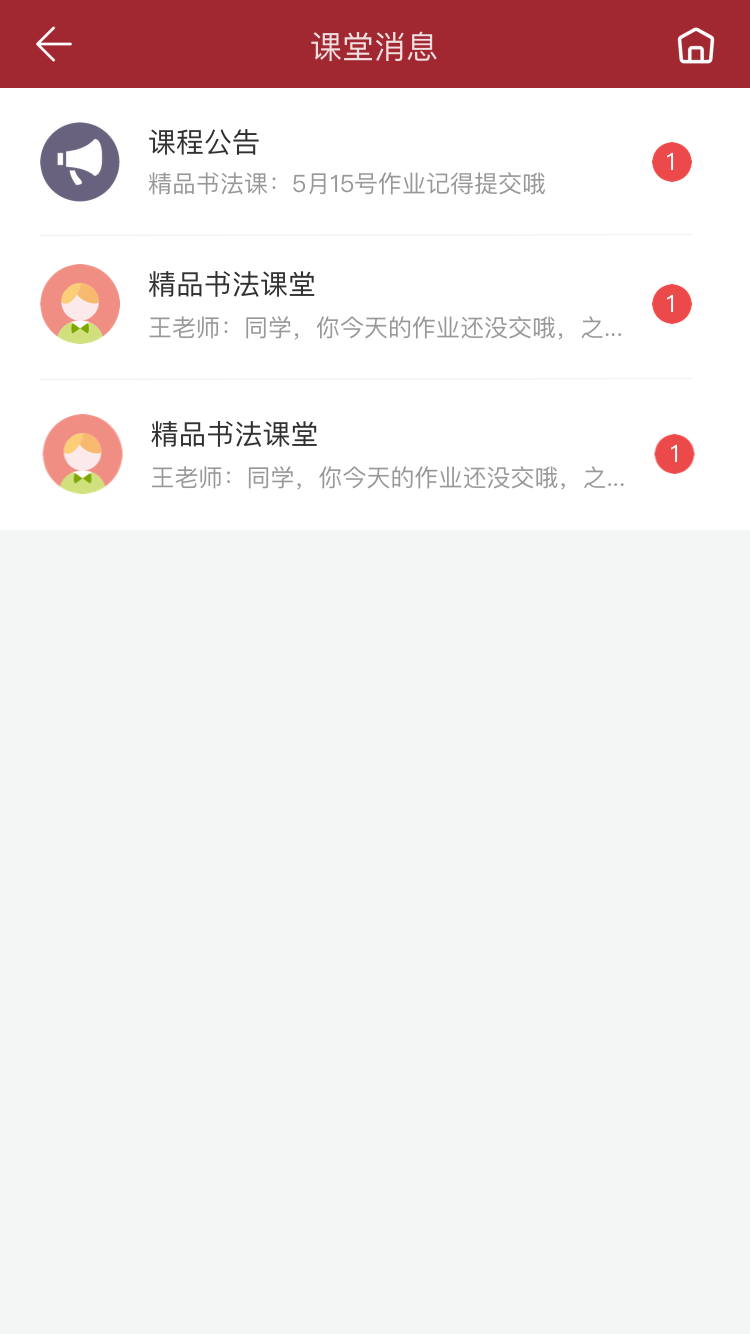 课堂消息
课程公告
精品书法课：5月15号作业记得提交哦
1
精品书法课堂
王老师：同学，你今天的作业还没交哦，之...
1
精品书法课堂
王老师：同学，你今天的作业还没交哦，之...
1